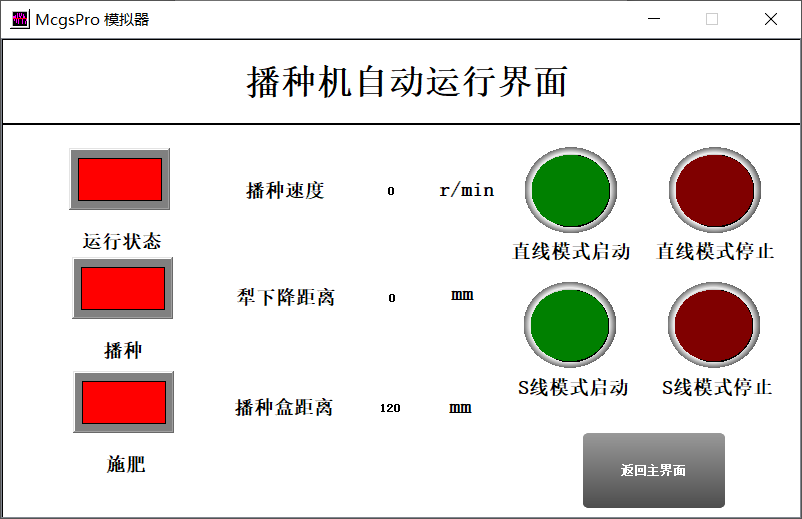 McgsPro 模拟器
播种机自动运行界面
运行状态
播种
施肥
播种速度 0 r/min
犁下降距离 0 mm
播种盒距离 120 mm
直线模式启动 直线模式停止
S线模式启动 S线模式停止
返回主界面